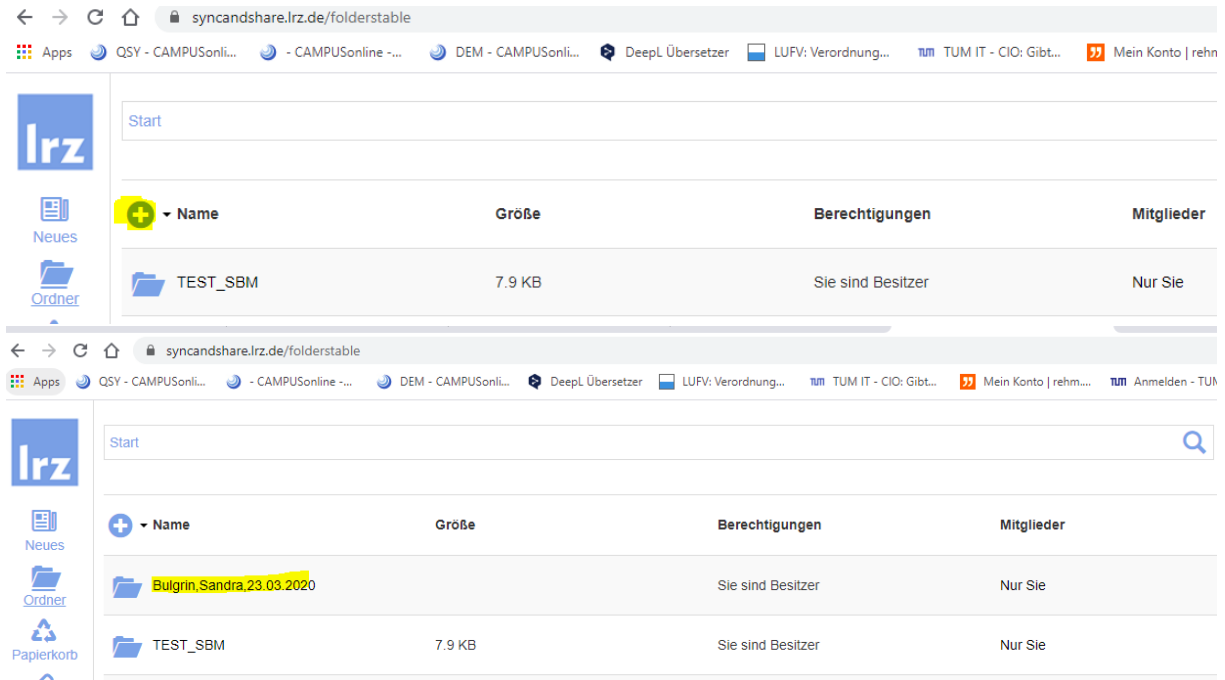 syncandshare.lrz.de/folderstable
Apps QSY - CAMPUSonli... - CAMPUSonline -... DEM - CAMPUSonli... DeepL Übersetzer LUFV: Verordnung... TUM TUM IT - CIO: Gibt... Mein Konto | rehm
Start
lrz
Neues
Name Größe Berechtigungen Mitglieder
Ordner
TEST_SBM 7.9 KB Sie sind Besitzer Nur Sie
syncandshare.lrz.de/folderstable
Apps QSY - CAMPUSonli... - CAMPUSonline -... DEM - CAMPUSonli... DeepL Übersetzer LUFV: Verordnung... TUM TUM IT - CIO: Gibt... Mein Konto | rehm.... TUM Anmelden - TUM
Start
lrz
Neues
Name Größe Berechtigungen Mitglieder
Ordner
Bulgrin,Sandra,23.03.2020 Sie sind Besitzer Nur Sie
Papierkorb
TEST_SBM 7.9 KB Sie sind Besitzer Nur Sie